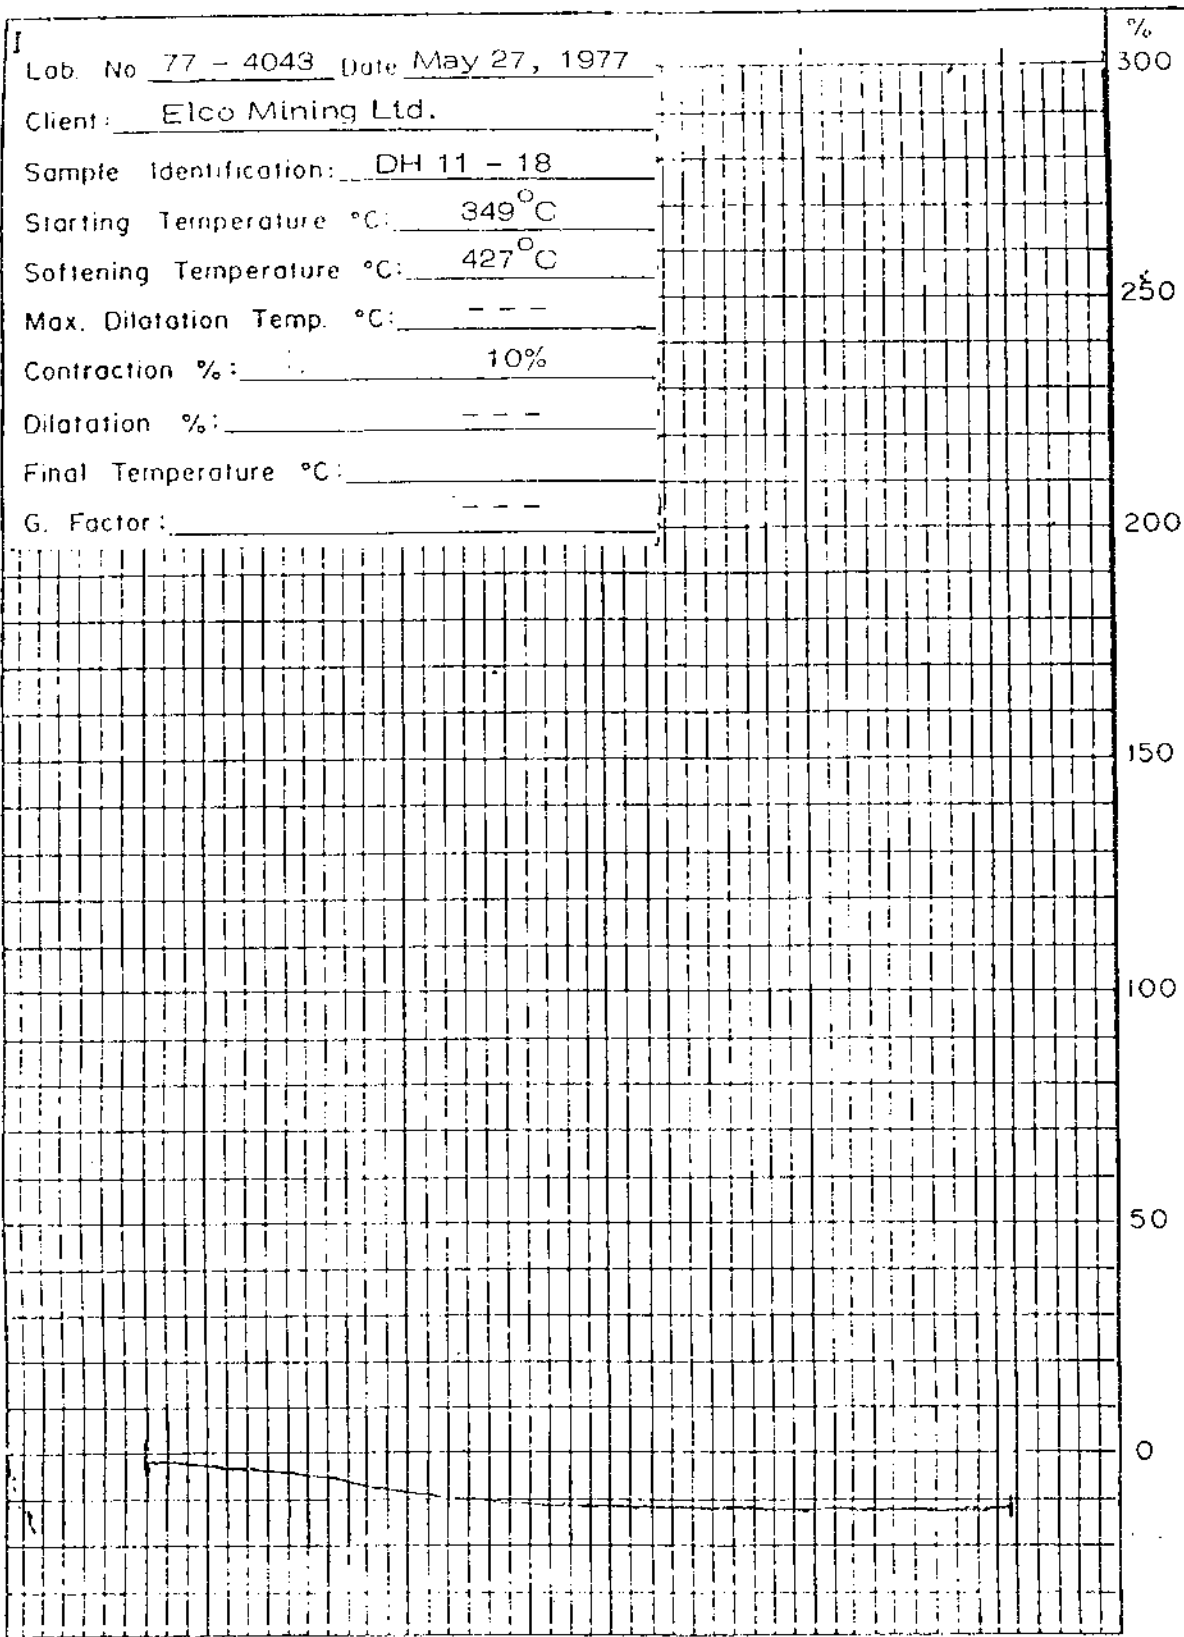 Lab. No 77 - 4043 Date May 27, 1977
Client: Elco Mining Ltd.
Sample Identification: DH 11 - 18
Starting Temperature °C: 349°C
Softening Temperature °C: 427°C
Max. Dilatation Temp. °C: - - -
Contraction %: 10%
Dilatation %: - - -
Final Temperature °C:
G. Factor: - - -
%
300
250
200
150
100
50
0